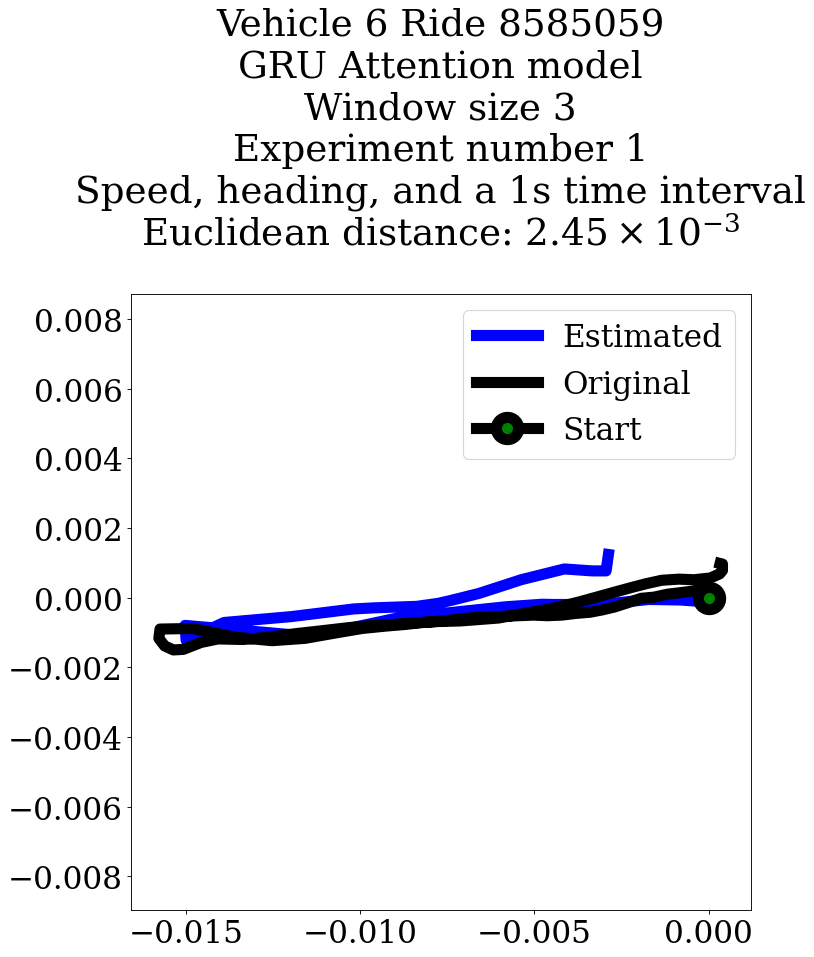 Vehicle 6 Ride 8585059
GRU Attention model
Window size 3
Experiment number 1
Speed, heading, and a 1s time interval
Euclidean distance: 2.45 × 10⁻³
Estimated
Original
Start
0.008
0.006
0.004
0.002
0.000
−0.002
−0.004
−0.006
−0.008
−0.015 −0.010 −0.005 0.000